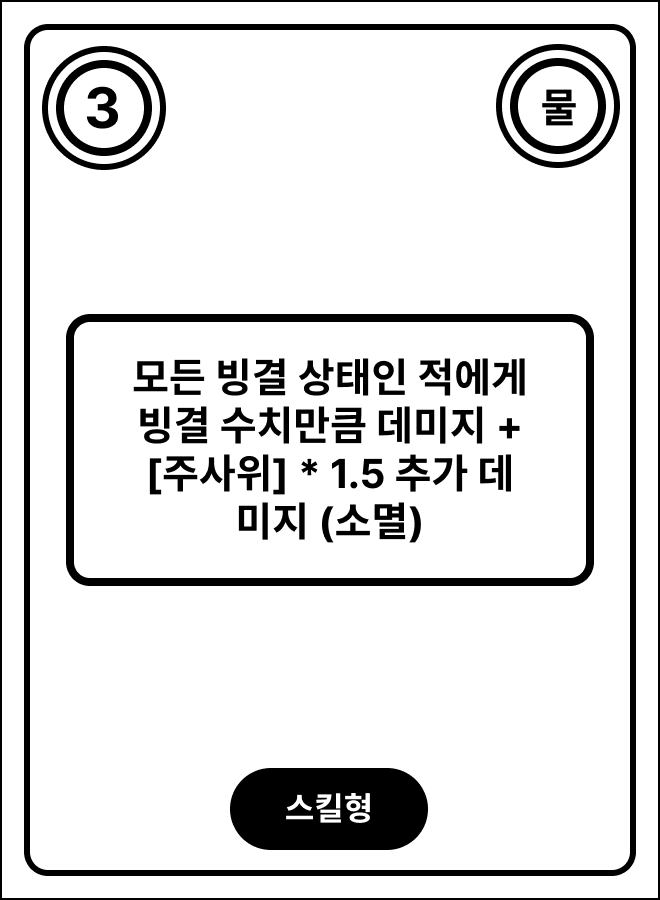 3
물
모든 빙결 상태인 적에게
빙결 수치만큼 데미지 +
[주사위] * 1.5 추가 데
미지 (소멸)
스킬형